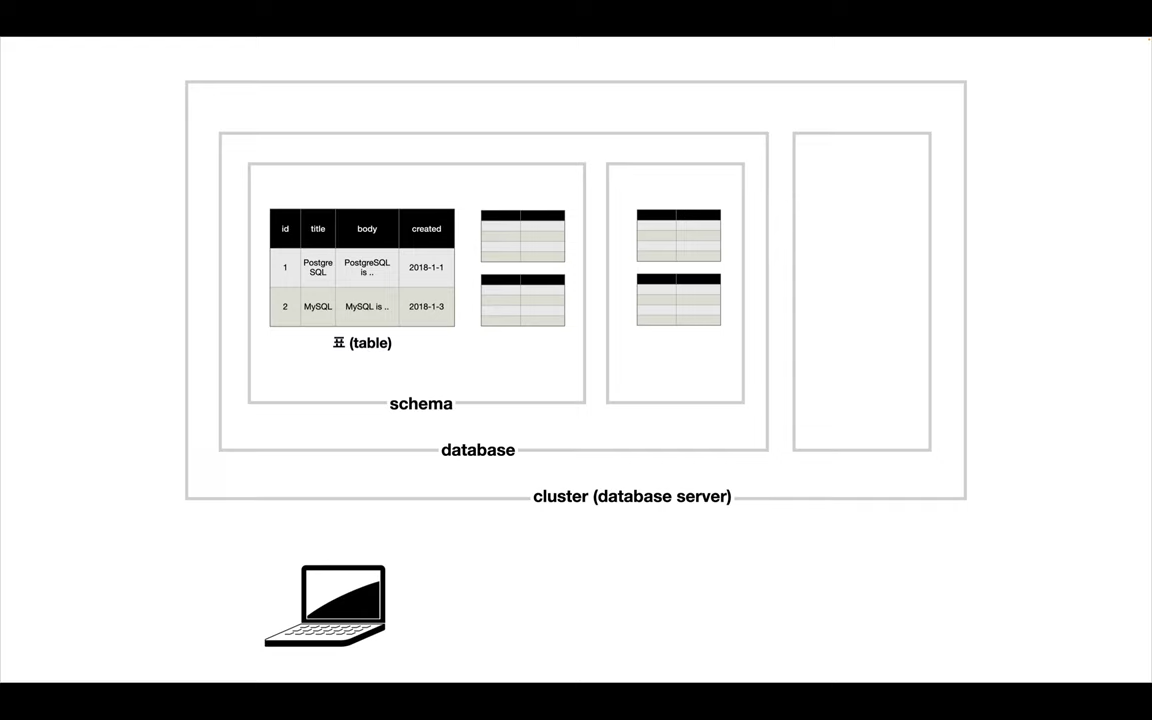 id title body created
1 Postgre SQL PostgreSQL is .. 2018-1-1
2 MySQL MySQL is .. 2018-1-3
표 (table)
schema
database
cluster (database server)